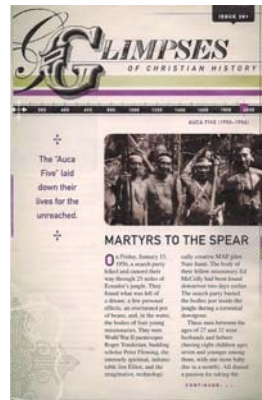 ISSUE 201
GLIMPSES
OF CHRISTIAN HISTORY
AUCA FIVE (1956–1956)
The "Auca
Five" laid
down their
lives for the
unreached.
MARTYRS TO THE SPEAR
On Friday, January 13,
1956, a search party
hiked and canoed their
way through 25 miles of
Ecuador's jungle. They
found what was left of
a dream: a few personal
effects, an overturned pot
of beans, and, in the water,
the bodies of four young
missionaries. They were
World War II paratrooper
Roger Youderian, budding
scholar Peter Fleming, the
intensely spiritual, indomi-
table Jim Elliot, and the
imaginative, technologi-
cally creative MAF pilot
Nate Saint. The body of
their fellow missionary Ed
McCully had been found
downriver two days earlier.
The search party buried
the bodies just inside the
jungle during a torrential
downpour.
These men between the
ages of 27 and 32 were
husbands and fathers
(leaving eight children ages
seven and younger among
them, with one more baby
due in a month). All shared
a passion for taking the
CONTINUED...